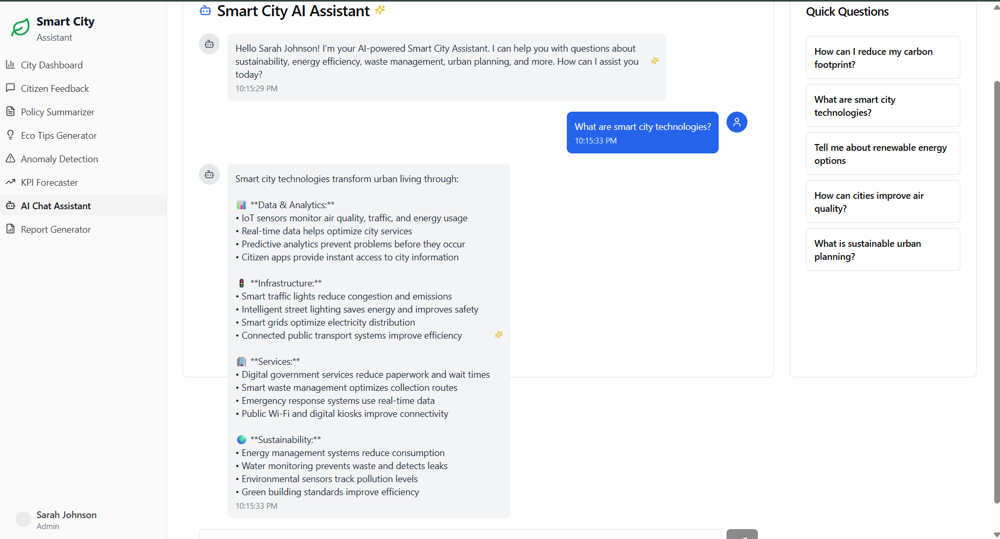 Smart City
Assistant
City Dashboard
Citizen Feedback
Policy Summarizer
Eco Tips Generator
Anomaly Detection
KPI Forecaster
AI Chat Assistant
Report Generator
Sarah Johnson
Admin
Smart City AI Assistant
Hello Sarah Johnson! I'm your AI-powered Smart City Assistant. I can help you with questions about
sustainability, energy efficiency, waste management, urban planning, and more. How can I assist you
today?
10:15:29 PM
What are smart city technologies?
10:15:33 PM
Smart city technologies transform urban living through:
📊 **Data & Analytics:**
• IoT sensors monitor air quality, traffic, and energy usage
• Real-time data helps optimize city services
• Predictive analytics prevent problems before they occur
• Citizen apps provide instant access to city information
🚦 **Infrastructure:**
• Smart traffic lights reduce congestion and emissions
• Intelligent street lighting saves energy and improves safety
• Smart grids optimize electricity distribution
• Connected public transport systems improve efficiency
🏢 **Services:**
• Digital government services reduce paperwork and wait times
• Smart waste management optimizes collection routes
• Emergency response systems use real-time data
• Public Wi-Fi and digital kiosks improve connectivity
🌍 **Sustainability:**
• Energy management systems reduce consumption
• Water monitoring prevents waste and detects leaks
• Environmental sensors track pollution levels
• Green building standards improve efficiency
10:15:33 PM
Quick Questions
How can I reduce my carbon
footprint?
What are smart city
technologies?
Tell me about renewable energy
options
How can cities improve air
quality?
What is sustainable urban
planning?